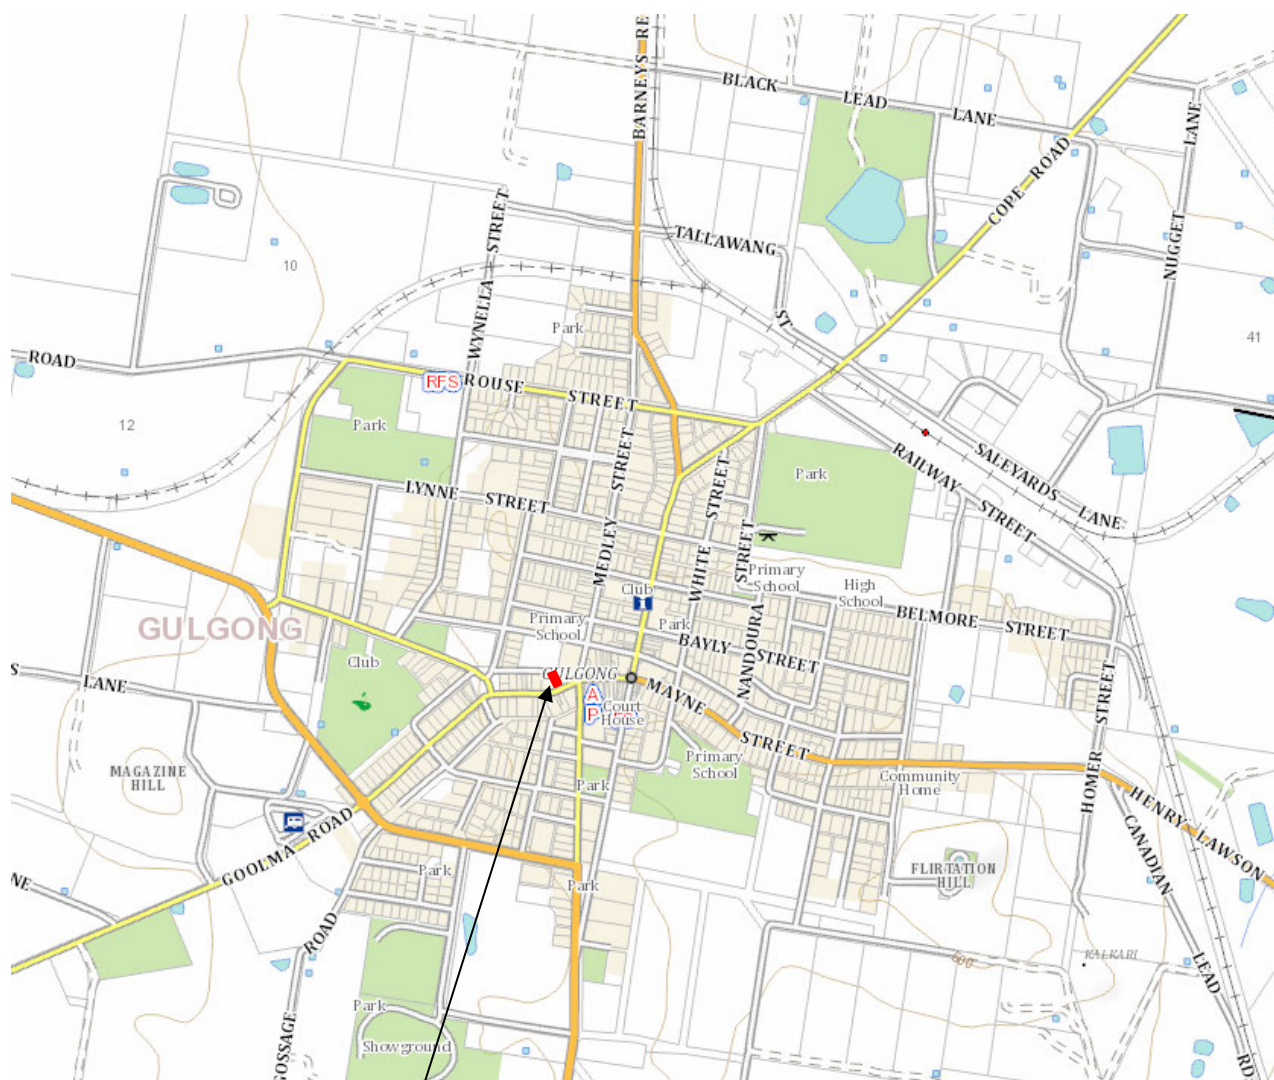 BARNEYS RE
BLACK
LEAD
LANE
LANE
NUGGET
COPE ROAD
TALLAWANG
ST
WYNELLA STREET
10
41
12
ROAD
Park
RFS
ROUSE
STREET
Park
Park
MEDLEY STREET
LYNNE
STREET
WHITE STREET
NANDOURA STREET
RAILWAY
STREET
SALEYARDS
LANE
Primary
School
High
School
BELMORE
STREET
Club
Primary
School
Park
BAYLY
STREET
GULGONG
Club
GULGONG
A
P
Court
House
MAYNE
STREET
S
LANE
MAGAZINE
HILL
Primary
School
Park
Community
Home
HOMER STREET
HENRY
LAWSON
CANADIAN
LEAD
RD
GOOLMA ROAD
Park
Park
FLIRTATION
HILL
NE
600
KALKARI
GOSSAGE
ROAD
Park
Showground